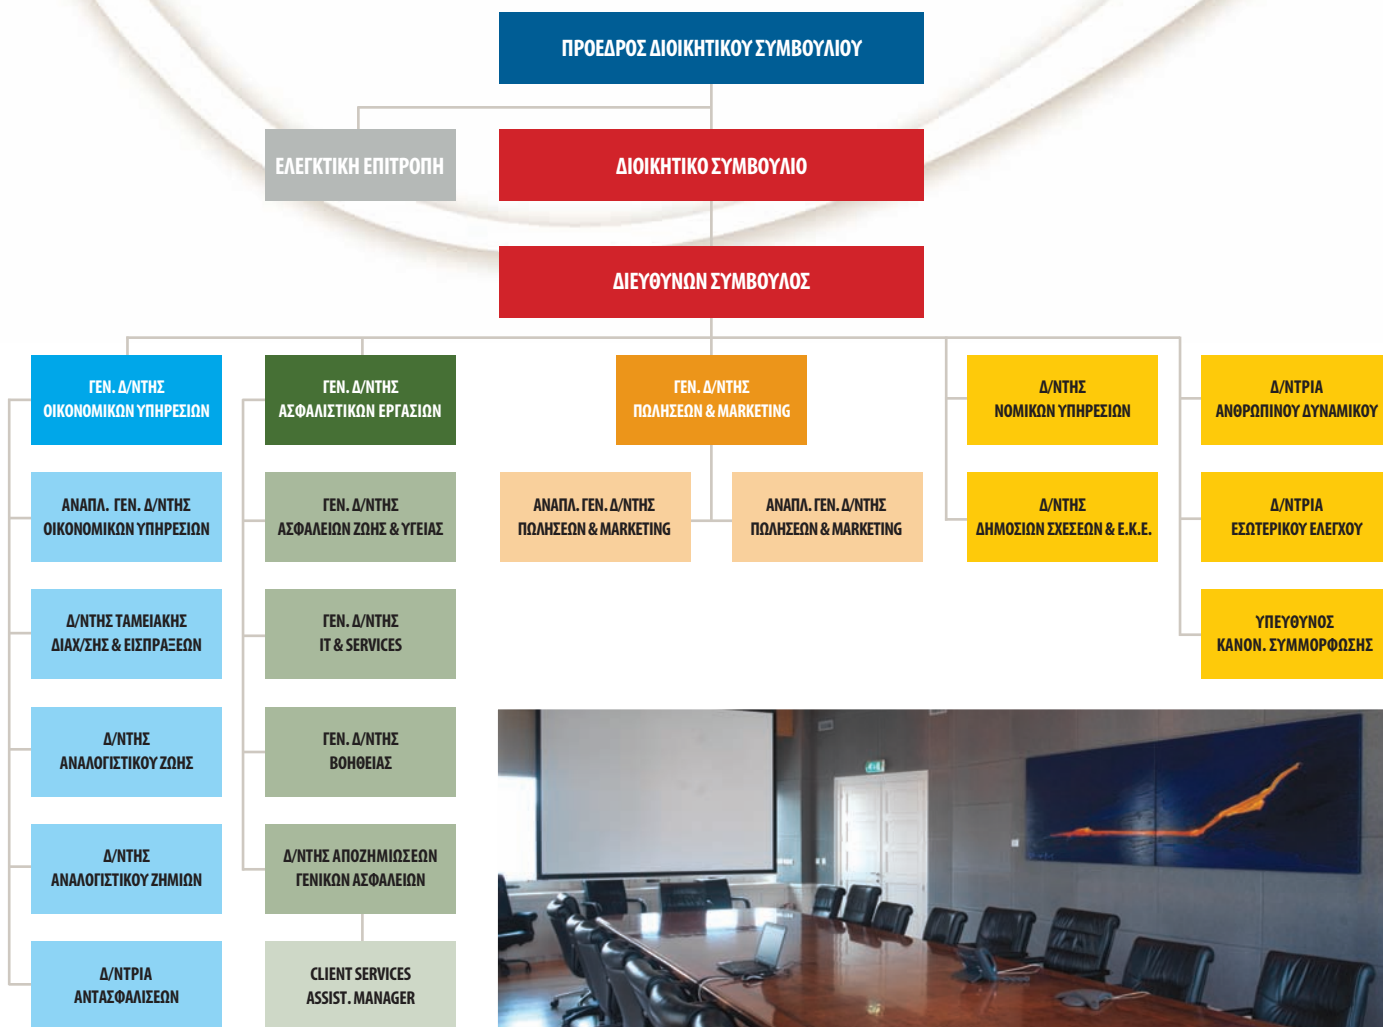 ΠΡΟΕΔΡΟΣ ΔΙΟΙΚΗΤΙΚΟΥ ΣΥΜΒΟΥΛΙΟΥ
ΕΛΕΓΚΤΙΚΗ ΕΠΙΤΡΟΠΗ
ΔΙΟΙΚΗΤΙΚΟ ΣΥΜΒΟΥΛΙΟ
ΔΙΕΥΘΥΝΩΝ ΣΥΜΒΟΥΛΟΣ
ΓΕΝ. Δ/ΝΤΗΣ
ΟΙΚΟΝΟΜΙΚΩΝ ΥΠΗΡΕΣΙΩΝ
ΓΕΝ. Δ/ΝΤΗΣ
ΑΣΦΑΛΙΣΤΙΚΩΝ ΕΡΓΑΣΙΩΝ
ΓΕΝ. Δ/ΝΤΗΣ
ΠΩΛΗΣΕΩΝ & MARKETING
Δ/ΝΤΗΣ
ΝΟΜΙΚΩΝ ΥΠΗΡΕΣΙΩΝ
Δ/ΝΤΡΙΑ
ΑΝΘΡΩΠΙΝΟΥ ΔΥΝΑΜΙΚΟΥ
ΑΝΑΠΛ. ΓΕΝ. Δ/ΝΤΗΣ
ΟΙΚΟΝΟΜΙΚΩΝ ΥΠΗΡΕΣΙΩΝ
ΓΕΝ. Δ/ΝΤΗΣ
ΑΣΦΑΛΕΙΩΝ ΖΩΗΣ & ΥΓΕΙΑΣ
ΑΝΑΠΛ. ΓΕΝ. Δ/ΝΤΗΣ
ΠΩΛΗΣΕΩΝ & MARKETING
ΑΝΑΠΛ. ΓΕΝ. Δ/ΝΤΗΣ
ΠΩΛΗΣΕΩΝ & MARKETING
Δ/ΝΤΗΣ
ΔΗΜΟΣΙΩΝ ΣΧΕΣΕΩΝ & Ε.Κ.Ε.
Δ/ΝΤΡΙΑ
ΕΣΩΤΕΡΙΚΟΥ ΕΛΕΓΧΟΥ
Δ/ΝΤΗΣ ΤΑΜΕΙΑΚΗΣ
ΔΙΑΧ/ΣΗΣ & ΕΙΣΠΡΑΞΕΩΝ
ΓΕΝ. Δ/ΝΤΗΣ
IT & SERVICES
ΥΠΕΥΘΥΝΟΣ
ΚΑΝΟΝ. ΣΥΜΜΟΡΦΩΣΗΣ
Δ/ΝΤΗΣ
ΑΝΑΛΟΓΙΣΤΙΚΟΥ ΖΩΗΣ
ΓΕΝ. Δ/ΝΤΗΣ
ΒΟΗΘΕΙΑΣ
Δ/ΝΤΗΣ
ΑΝΑΛΟΓΙΣΤΙΚΟΥ ΖΗΜΙΩΝ
Δ/ΝΤΗΣ ΑΠΟΖΗΜΙΩΣΕΩΝ
ΓΕΝΙΚΩΝ ΑΣΦΑΛΕΙΩΝ
Δ/ΝΤΡΙΑ
ΑΝΤΑΣΦΑΛΙΣΕΩΝ
CLIENT SERVICES
ASSIST. MANAGER